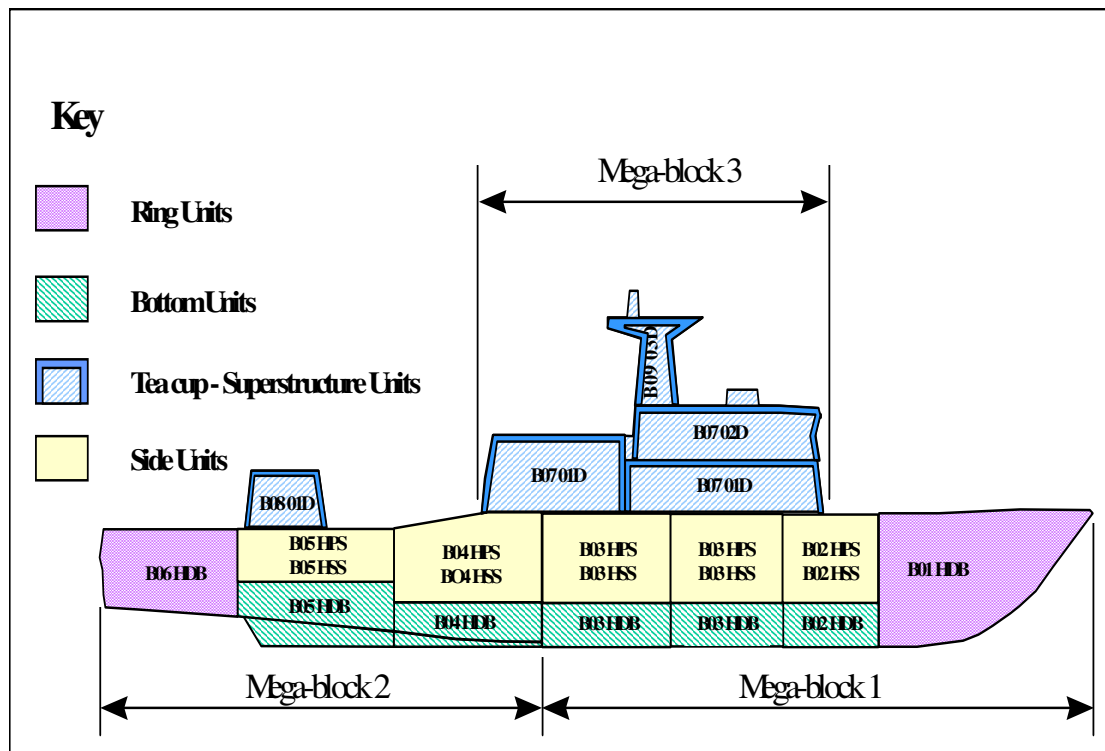 Key
Ring Units
Bottom Units
Tea cup - Superstructure Units
Side Units
Mega-block 3
B09 03D
B07 02D
B07 01D
B07 01D
B08 01D
B05 HPS
B05 HSS
B04 HPS
BO4 HSS
B03 HPS
B03 HSS
B03 HPS
B03 HSS
B02 HPS
B02 HSS
B06 HDB
B01 HDB
B05 HDB
B04 HDB
B03 HDB
B03 HDB
B02 HDB
Mega-block 2
Mega-block 1